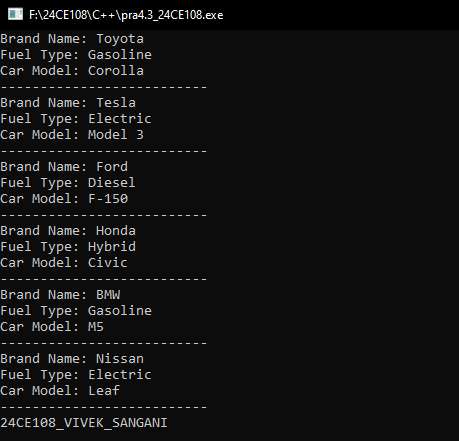 F:\24CE108\C++\pra4.3_24CE108.exe
Brand Name: Toyota
Fuel Type: Gasoline
Car Model: Corolla
--------------------------
Brand Name: Tesla
Fuel Type: Electric
Car Model: Model 3
--------------------------
Brand Name: Ford
Fuel Type: Diesel
Car Model: F-150
--------------------------
Brand Name: Honda
Fuel Type: Hybrid
Car Model: Civic
--------------------------
Brand Name: BMW
Fuel Type: Gasoline
Car Model: M5
--------------------------
Brand Name: Nissan
Fuel Type: Electric
Car Model: Leaf
--------------------------
24CE108_VIVEK_SANGANI